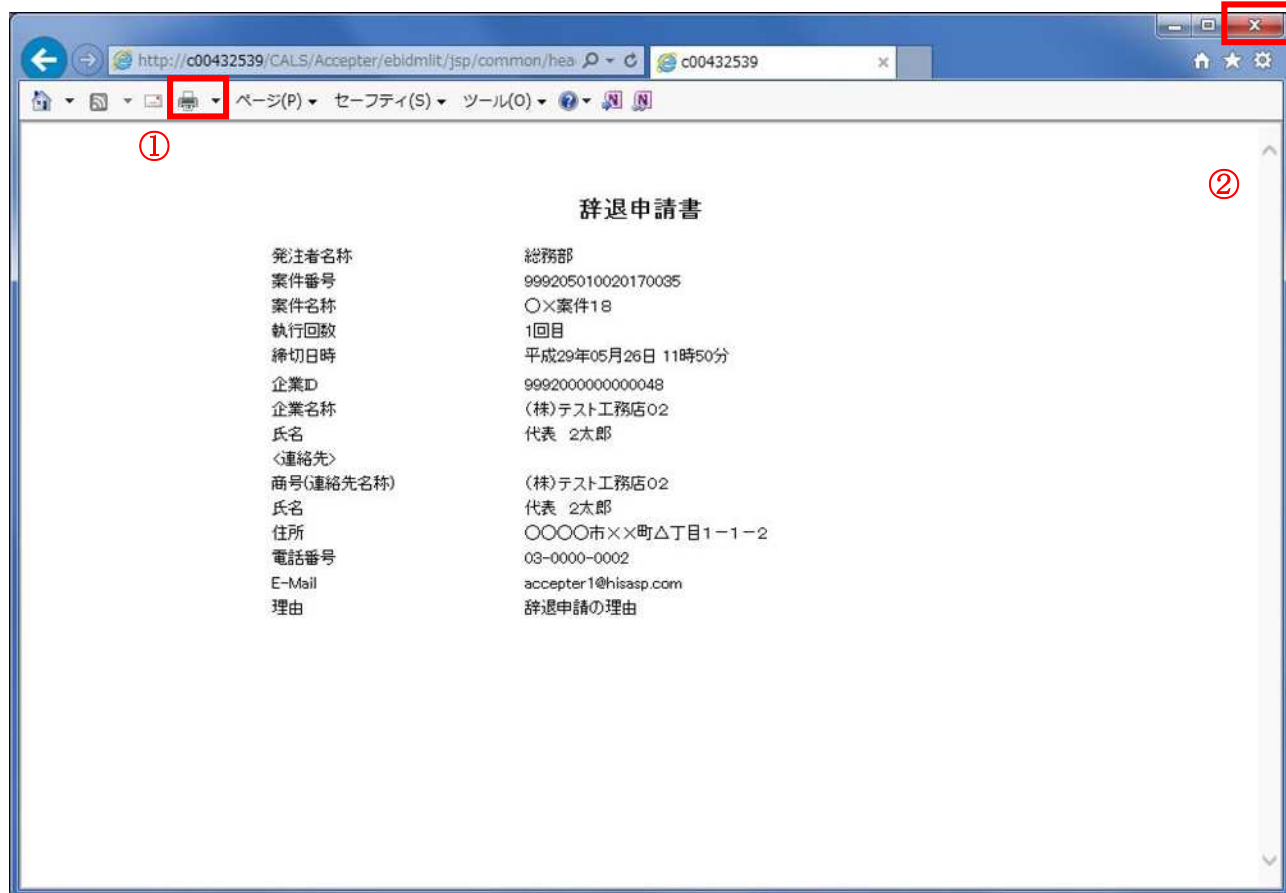 http://c00432539/CALS/Accepter/ebidmlit/jsp/common/hea
c00432539
ページ(P) セーフティ(S) ツール(O)
①
②
辞退申請書
発注者名称 総務部
案件番号 999205010020170035
案件名称 〇×案件18
執行回数 1回目
締切日時 平成29年05月26日 11時50分
企業ID 9992000000000048
企業名称 (株)テスト工務店02
氏名 代表 2太郎
<連絡先>
商号(連絡先名称) (株)テスト工務店02
氏名 代表 2太郎
住所 〇〇〇〇市××町△丁目1-1-2
電話番号 03-0000-0002
E-Mail accepter1@hisasp.com
理由 辞退申請の理由